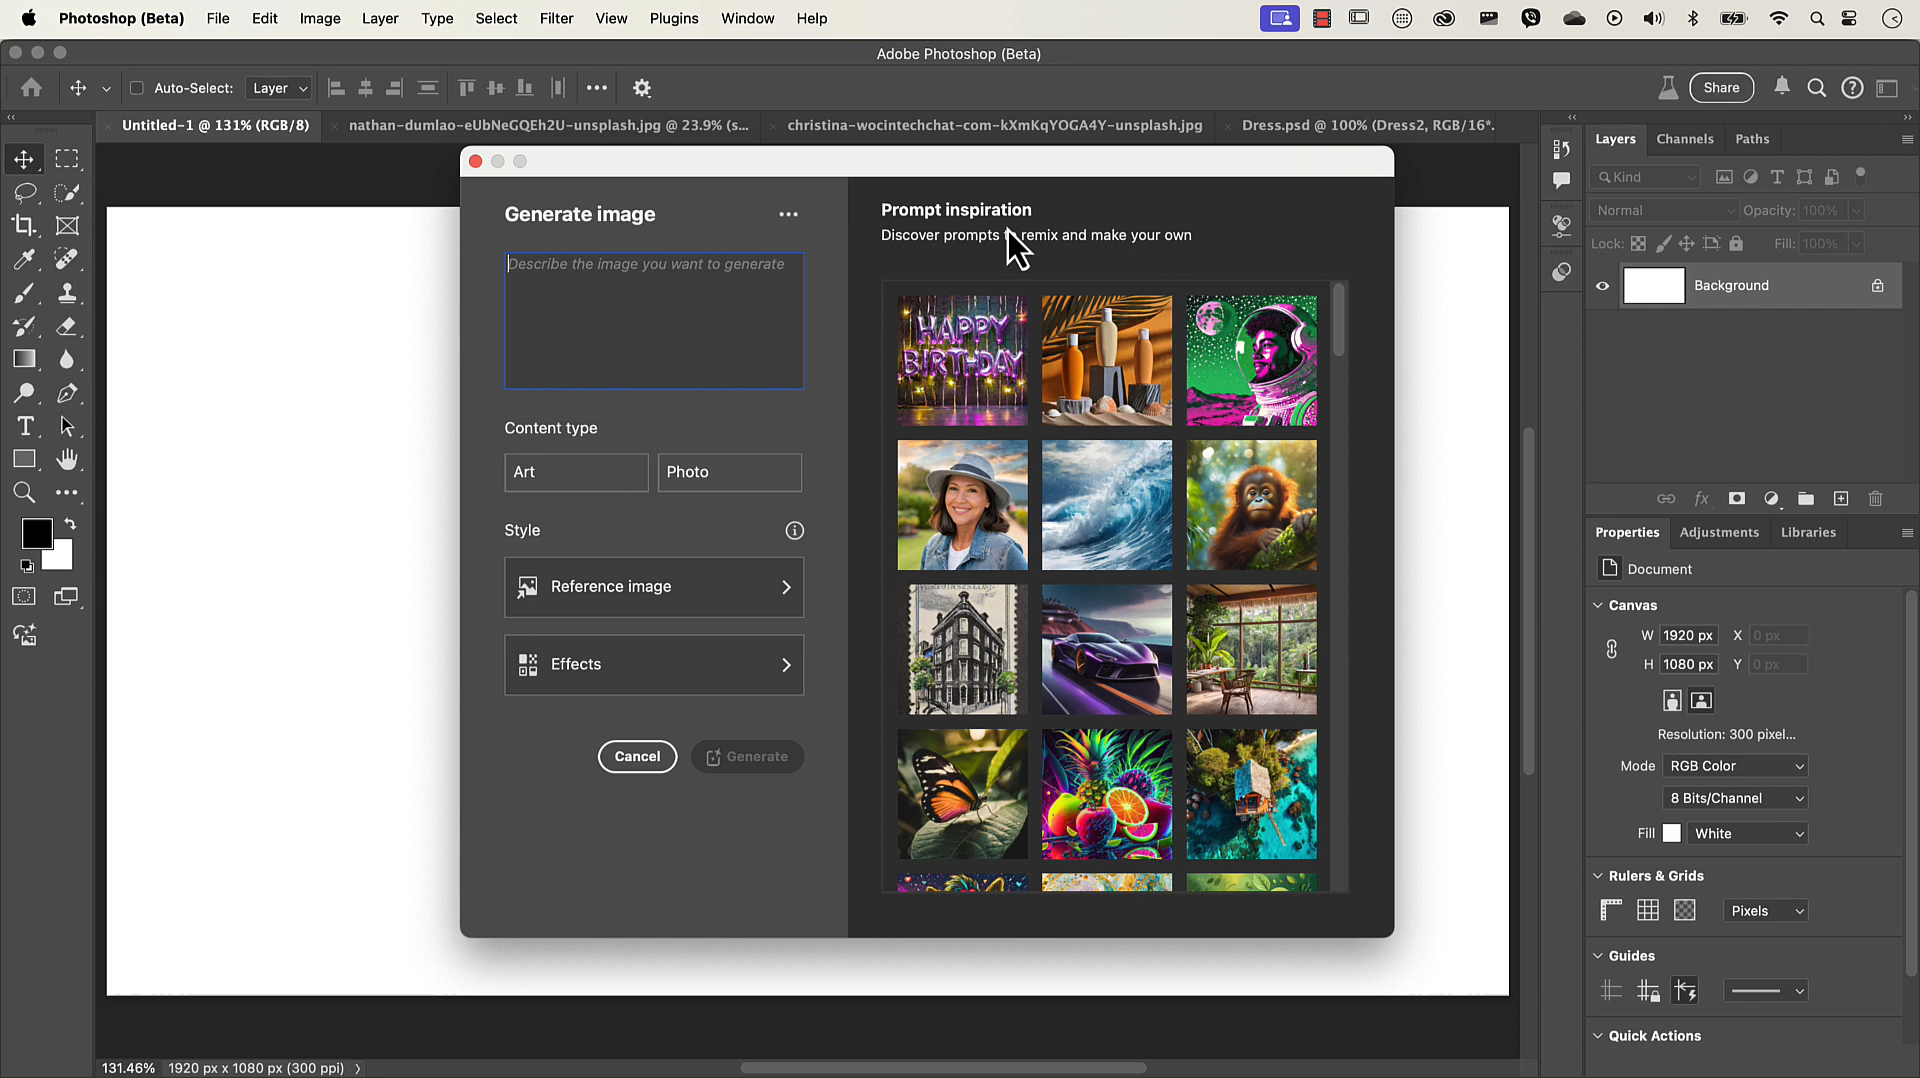 Photoshop (Beta) File Edit Image Layer Type Select Filter View Plugins Window Help
Adobe Photoshop (Beta)
Auto-Select: Layer Share
Untitled-1 @ 131% (RGB/8) nathan-dumlao-eUbNeGQEh2U-unsplash.jpg @ 23.9% (s... christina-wocintechchat-com-kXmKqYOGA4Y-unsplash.jpg Dress.psd @ 100% (Dress2, RGB/16*.
Generate image
Describe the image you want to generate
Content type
Art Photo
Style
Reference image
Effects
Cancel Generate
Prompt inspiration
Discover prompts to remix and make your own
HAPPY
BIRTHDAY
Layers Channels Paths
Kind
Normal Opacity: 100%
Lock: Fill: 100%
Background
Properties Adjustments Libraries
Document
Canvas
W 1920 px X 0 px
H 1080 px Y 0 px
Resolution: 300 pixel...
Mode RGB Color
8 Bits/Channel
Fill White
Rulers & Grids
Pixels
Guides
Quick Actions
131.46% 1920 px x 1080 px (300 ppi)